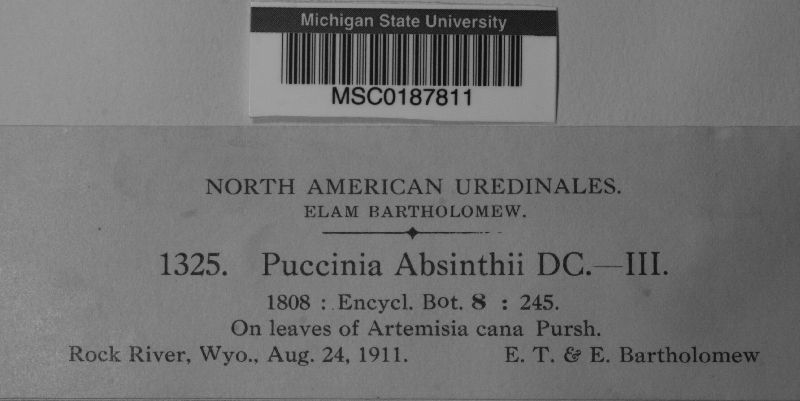 Michigan State University
MSC0187811
NORTH AMERICAN UREDINALES.
ELAM BARTHOLOMEW.
1325. Puccinia Absinthii DC.—III.
1808 : Encycl. Bot. 8 : 245.
On leaves of Artemisia cana Pursh.
Rock River, Wyo., Aug. 24, 1911. E. T. & E. Bartholomew